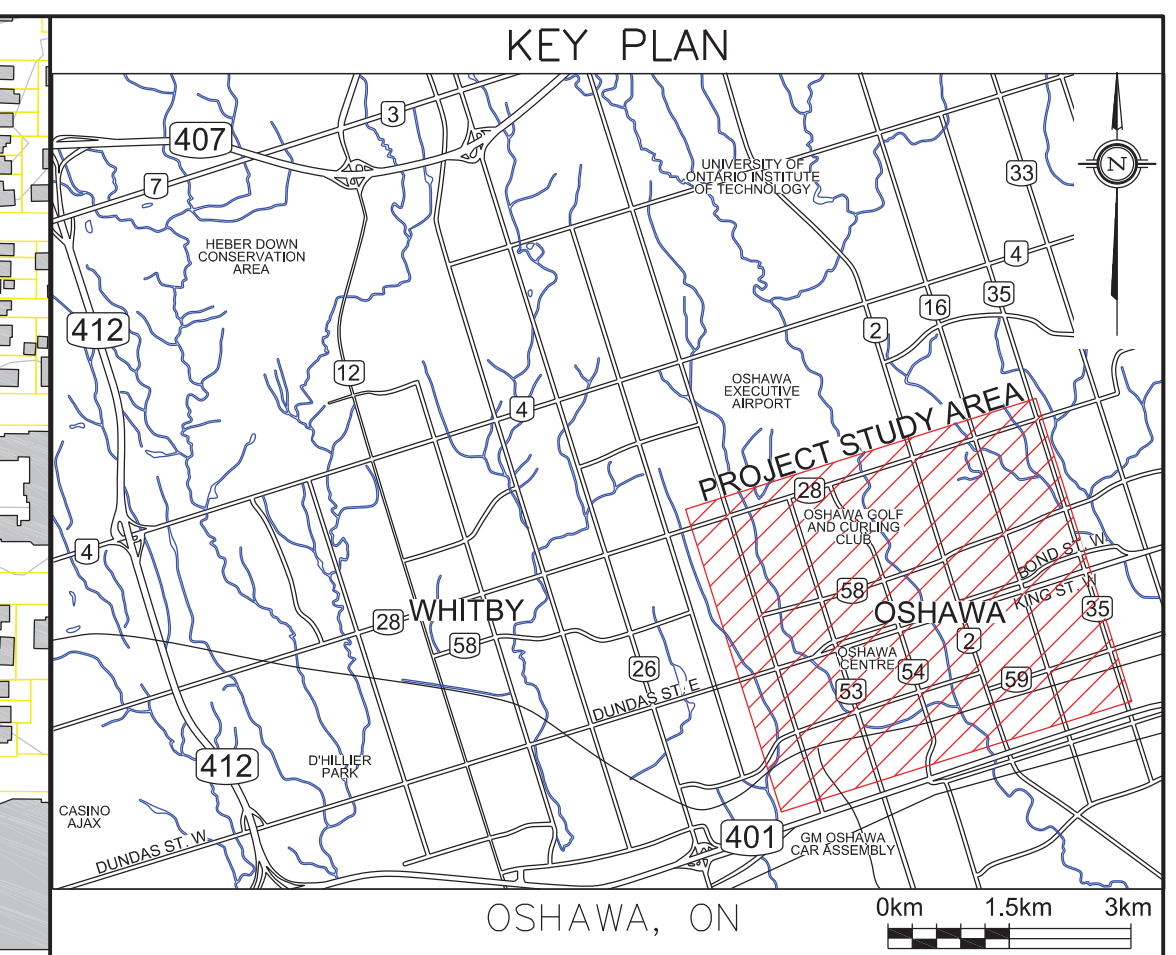 KEY PLAN
3
407
UNIVERSITY OF
ONTARIO INSTITUTE
OF TECHNOLOGY
N
33
7
HEBER DOWN
CONSERVATION
AREA
4
35
16
412
2
12
OSHAWA
EXECUTIVE
AIRPORT
4
PROJECT STUDY AREA
28
OSHAWA GOLF
AND CURLING
CLUB
4
BOND ST. W.
58
KING ST. W
28
WHITBY
OSHAWA
35
58
2
OSHAWA
CENTRE
26
54
59
53
DUNDAS ST. E
412
D'HILLIER
PARK
CASINO
AJAX
401
GM OSHAWA
CAR ASSEMBLY
DUNDAS ST. W
OSHAWA, ON
0km 1.5km 3km